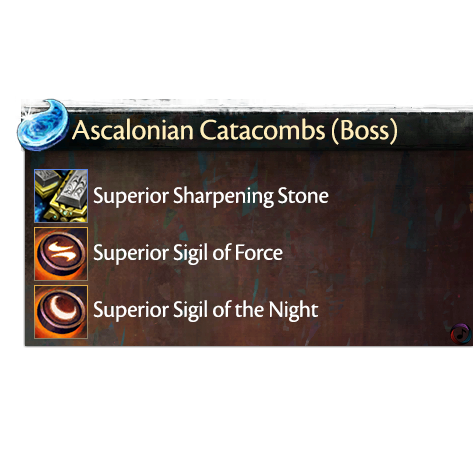 Ascalonian Catacombs (Boss)
Superior Sharpening Stone
Superior Sigil of Force
Superior Sigil of the Night